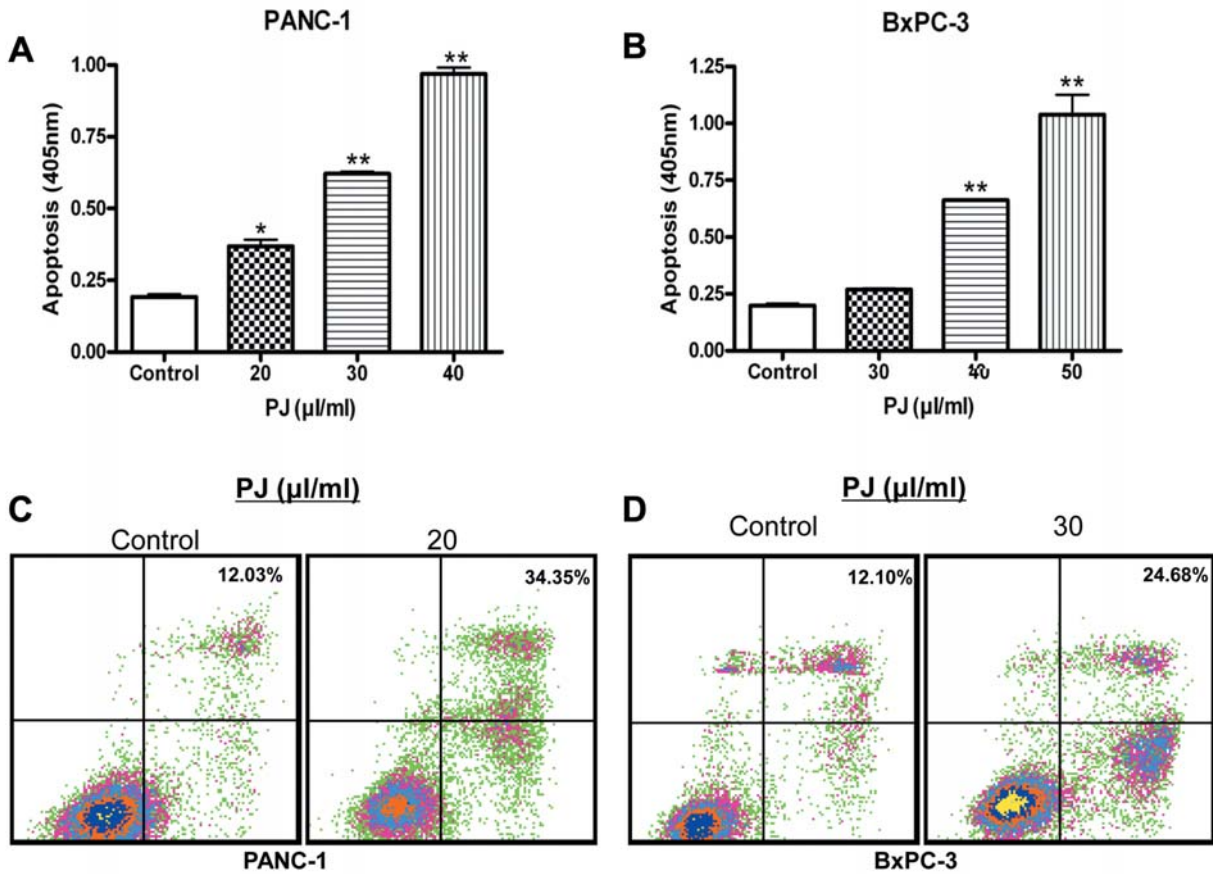 A
PANC-1
Apoptosis (405nm)
1.00
0.75
0.50
0.25
0.00
*
**
**
Control 20 30 40
PJ (µl/ml)
B
BxPC-3
Apoptosis (405nm)
1.25
1.00
0.75
0.50
0.25
0.00
**
**
Control 30 40 50
PJ (µl/ml)
C
PJ (µl/ml)
Control 20
12.03% 34.35%
PANC-1
D
PJ (µl/ml)
Control 30
12.10% 24.68%
BxPC-3